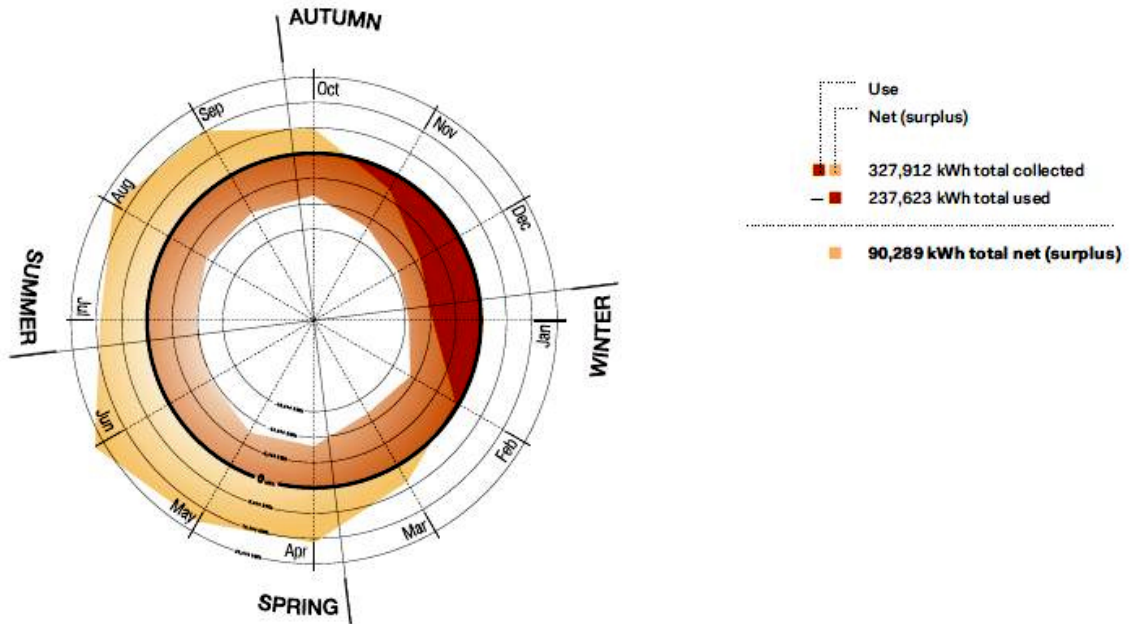 AUTUMN
Oct
Nov
Dec
WINTER
Jan
Feb
Mar
SPRING
Apr
May
Jun
SUMMER
Jul
Aug
Sep
0
Use
Net (surplus)
327,912 kWh total collected
– 237,623 kWh total used
90,289 kWh total net (surplus)